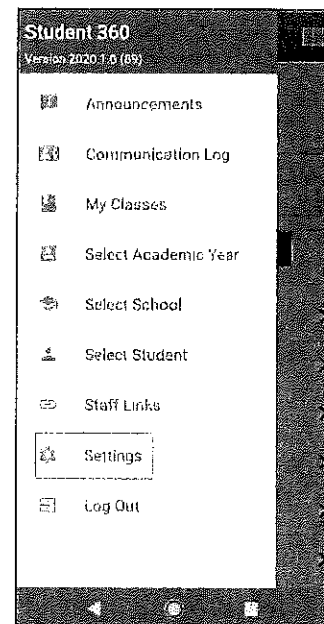 Student 360
Version 2020.1.0 (89)
Announcements
Communication Log
My Classes
Select Academic Year
Select School
Select Student
Staff Links
Settings
Log Out